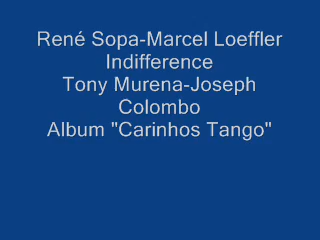 René Sopa-Marcel Loeffler
Indifference
Tony Murena-Joseph
Colombo
Album "Carinhos Tango"